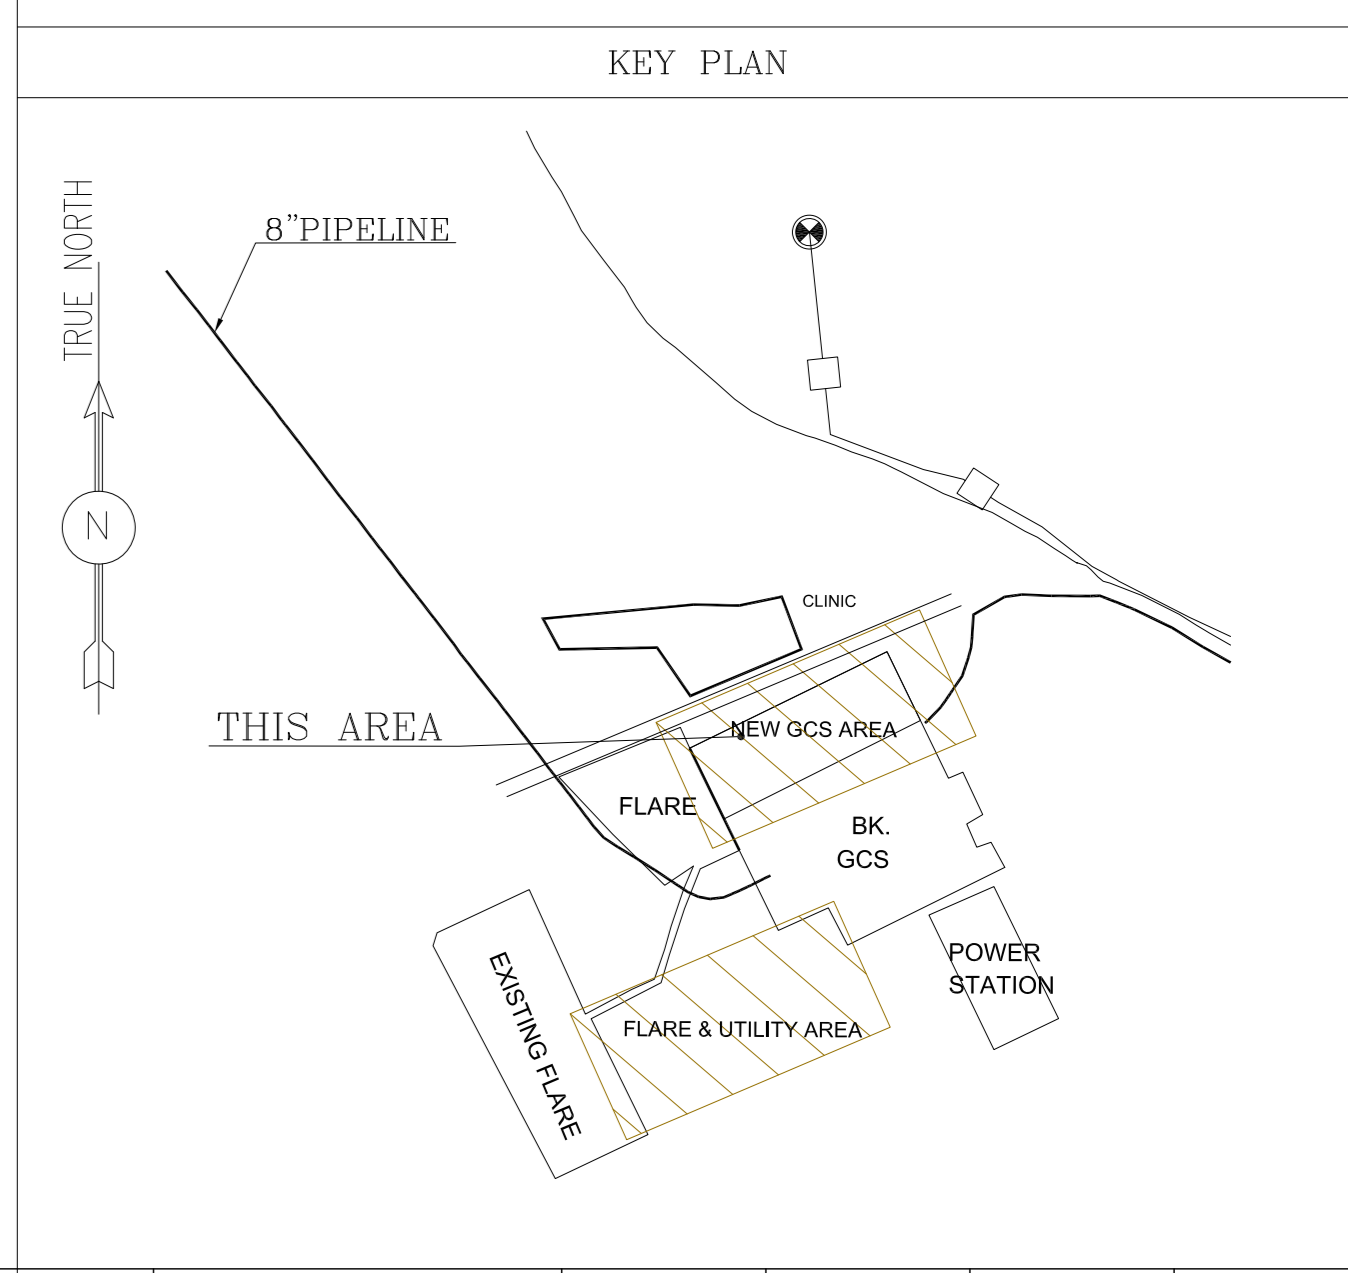 KEY PLAN
TRUE NORTH
N
8”PIPELINE
CLINIC
THIS AREA
NEW GCS AREA
FLARE
BK.
GCS
POWER
STATION
EXISTING FLARE
FLARE & UTILITY AREA